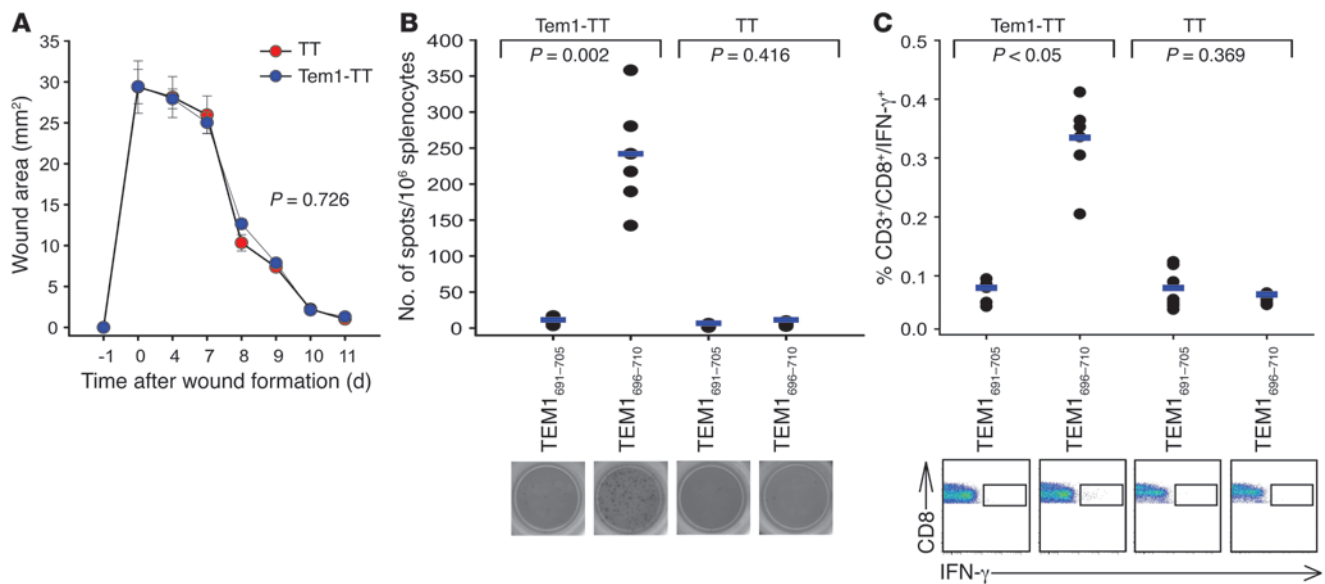 A
35
30
25
20
15
10
5
0
Wound area (mm²)
TT
Tem1-TT
P = 0.726
-1 0 4 7 8 9 10 11
Time after wound formation (d)
B
Tem1-TT TT
P = 0.002 P = 0.416
400
350
300
250
200
150
100
50
0
No. of spots/10⁶ splenocytes
TEM1₆₉₁₋₇₀₅
TEM1₆₉₆₋₇₁₀
TEM1₆₉₁₋₇₀₅
TEM1₆₉₆₋₇₁₀
C
Tem1-TT TT
P < 0.05 P = 0.369
0.5
0.4
0.3
0.2
0.1
0.0
% CD3⁺/CD8⁺/IFN-γ⁺
TEM1₆₉₁₋₇₀₅
TEM1₆₉₆₋₇₁₀
TEM1₆₉₁₋₇₀₅
TEM1₆₉₆₋₇₁₀
CD8
IFN-γ